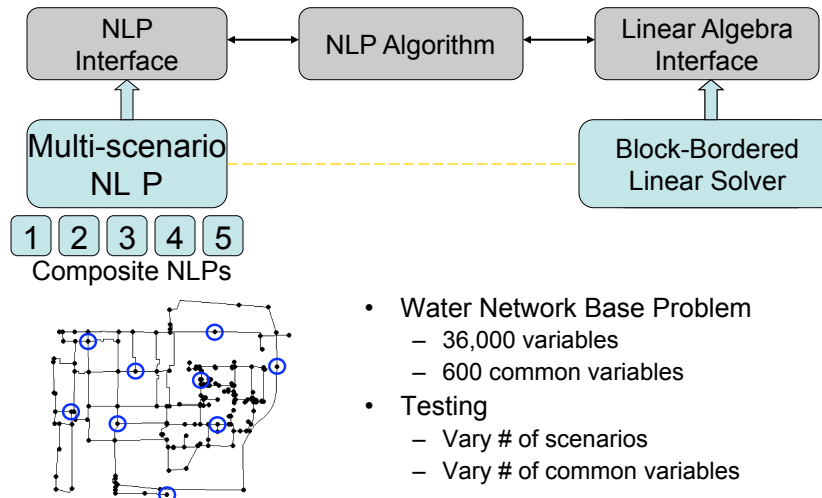 NLP
Interface
NLP Algorithm
Linear Algebra
Interface
Multi-scenario
NL P
Block-Bordered
Linear Solver
1 2 3 4 5
Composite NLPs
• Water Network Base Problem
– 36,000 variables
– 600 common variables
• Testing
– Vary # of scenarios
– Vary # of common variables